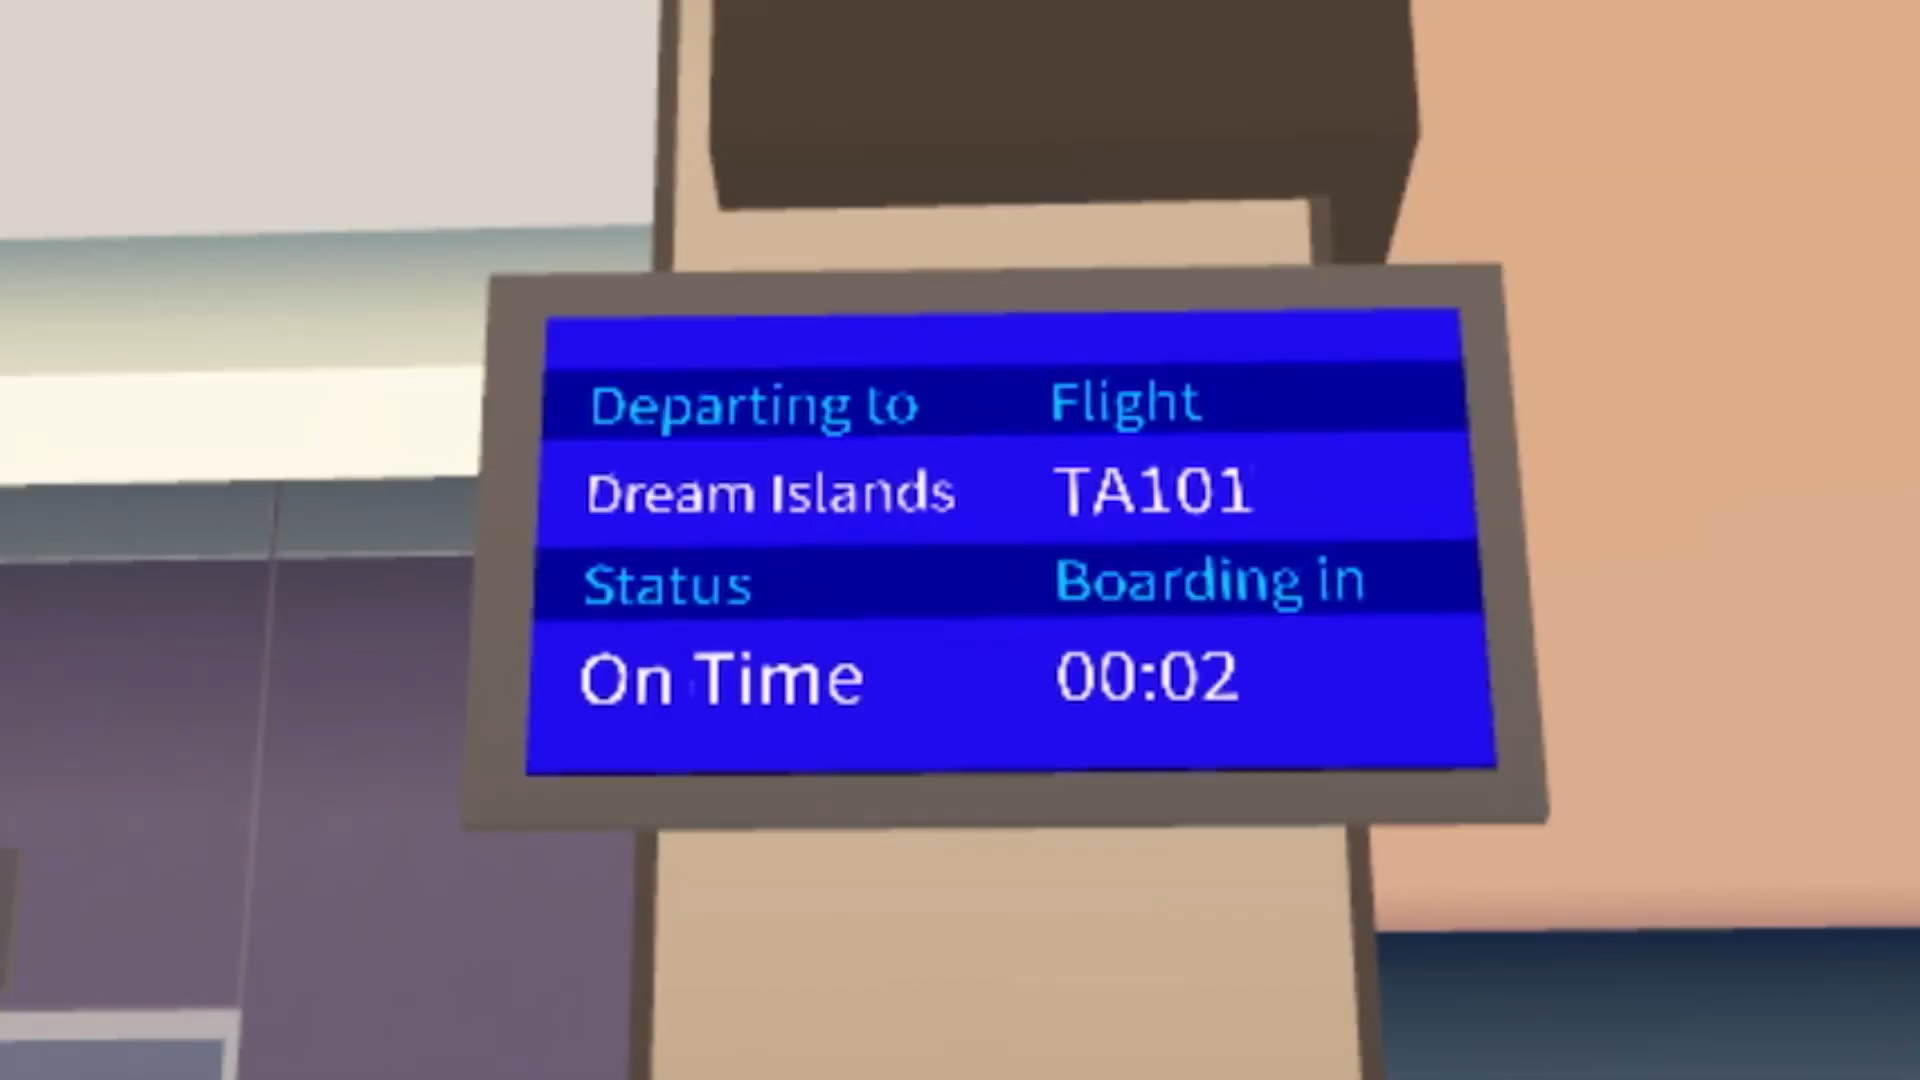 Departing to Flight
Dream Islands TA101
Status Boarding in
On Time 00:02